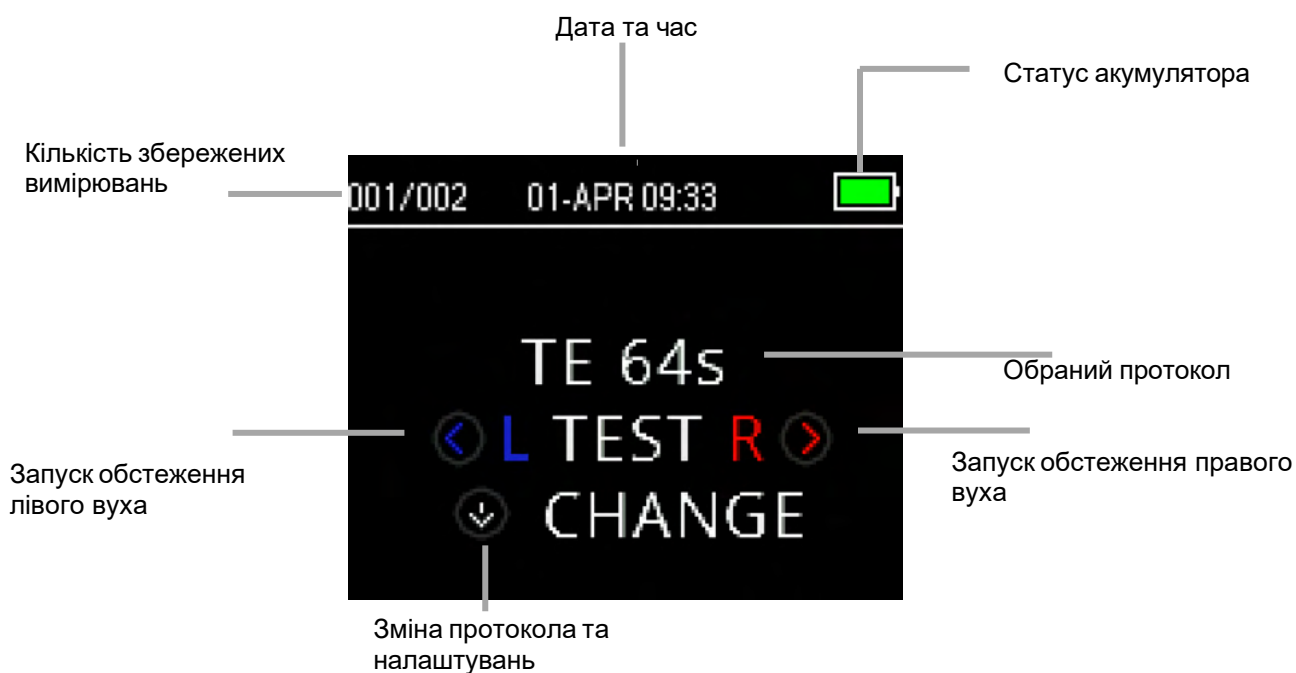 Дата та час
Статус акумулятора
Кількість збережених
вимірювань
001/002 01-APR 09:33
TE 64s
Обраний протокол
L TEST R
Запуск обстеження
лівого вуха
Запуск обстеження правого
вуха
CHANGE
Зміна протокола та
налаштувань